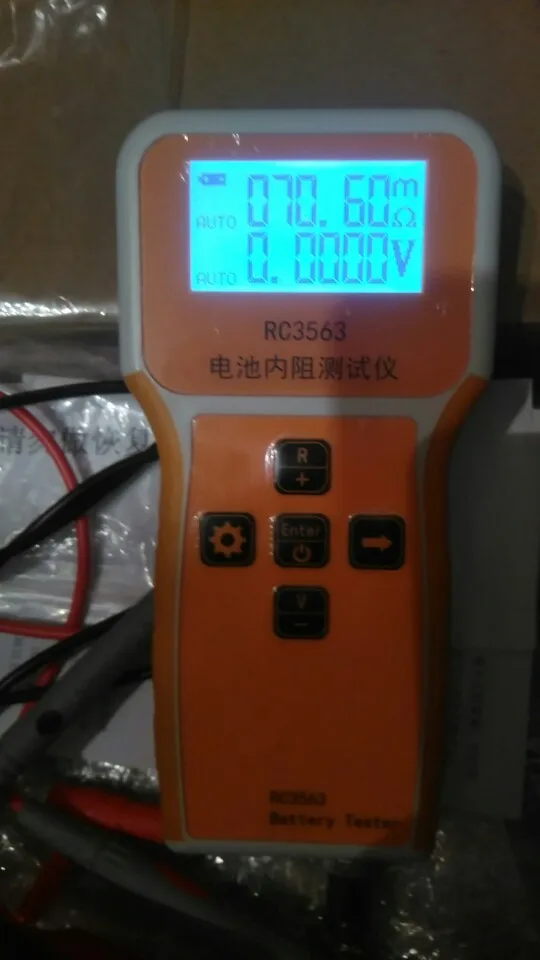 070.60mΩ
AUTO
0.0000V
AUTO
RC3563
电池内阻测试仪
R
+
Enter
V
-
RC3563
Battery Tester